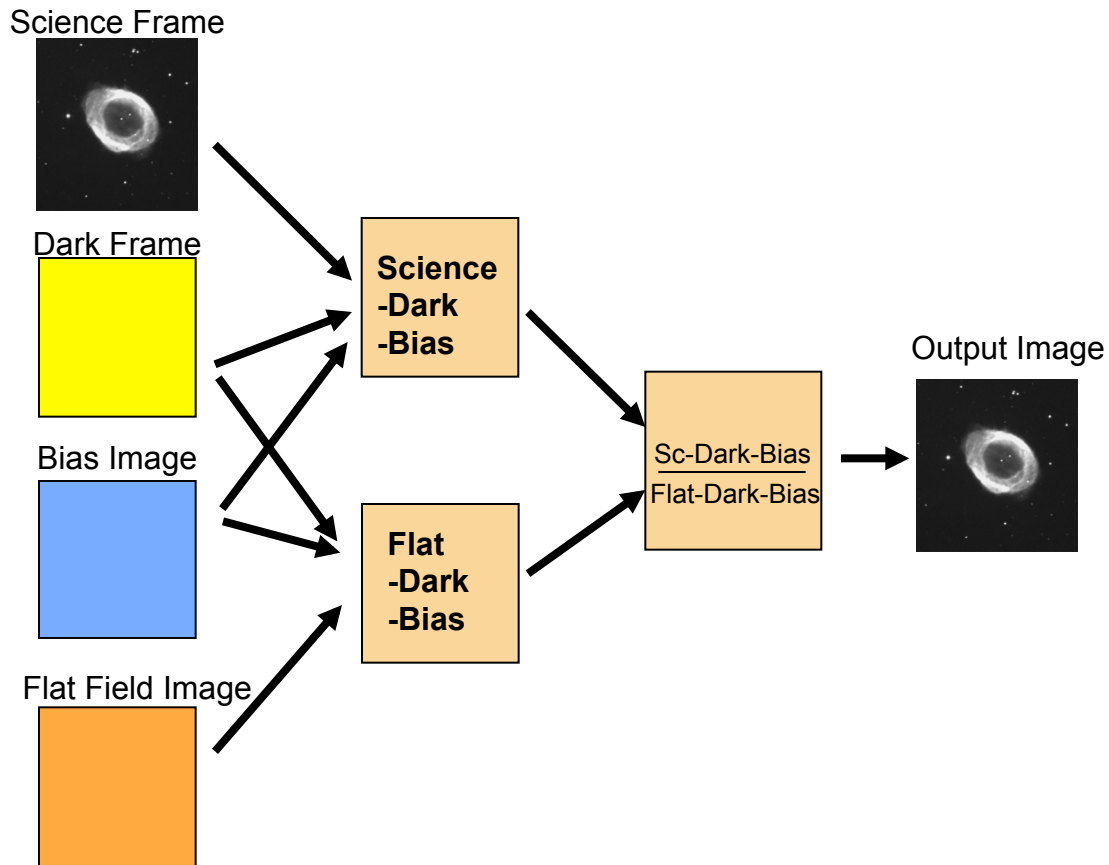 Science Frame
Dark Frame
Bias Image
Flat Field Image
Science
-Dark
-Bias
Flat
-Dark
-Bias
Sc-Dark-Bias
Flat-Dark-Bias
Output Image